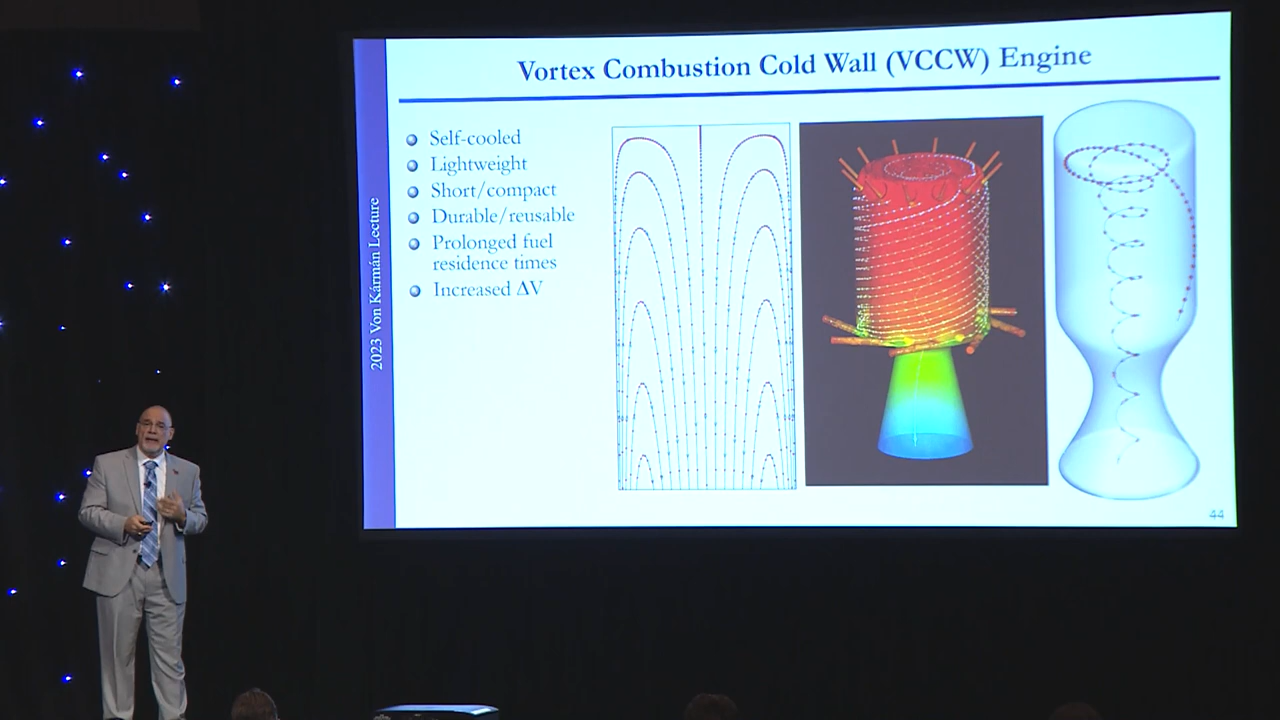 Vortex Combustion Cold Wall (VCCW) Engine
2023 Von Kármán Lecture
Self-cooled
Lightweight
Short/compact
Durable/reusable
Prolonged fuel
residence times
Increased ΔV
44